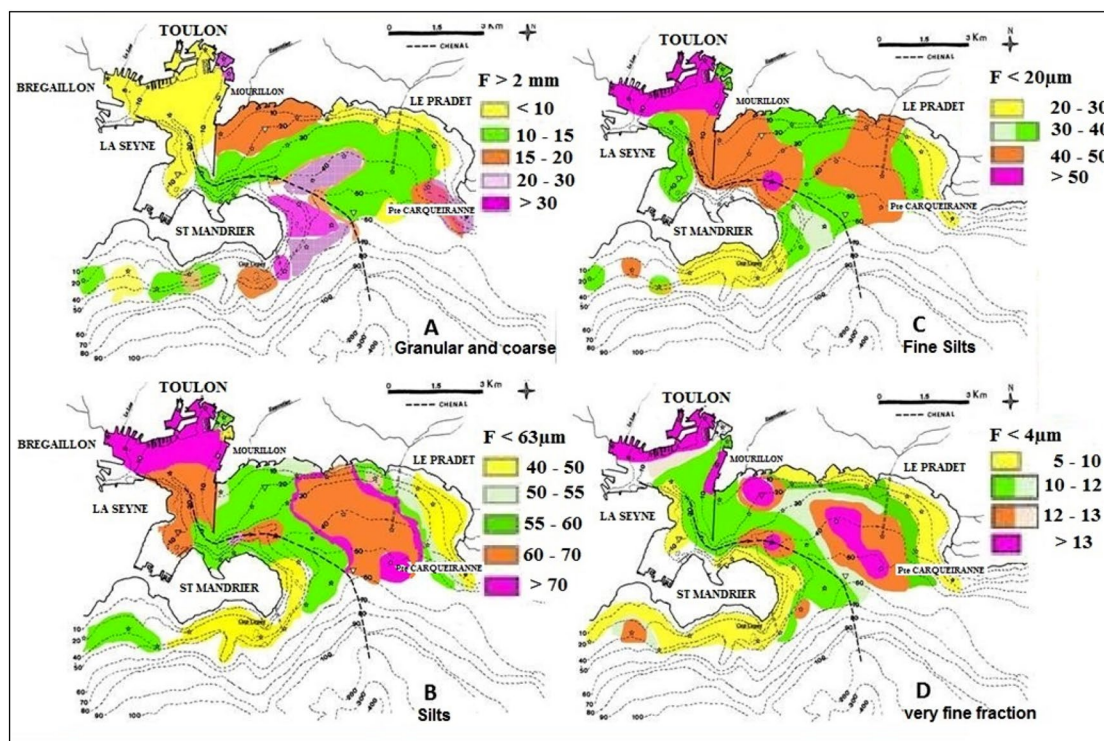 TOULON
0 1.5 3 Km
N
CHENAL
BREGAILLON
F > 2 mm
MOURILLON
LE PRADET
< 10
10 - 15
15 - 20
20 - 30
> 30
LA SEYNE
Pte CARQUEIRANNE
ST MANDRIER
Cap Cepet
A
Granular and coarse
TOULON
0 1.5 3 Km
N
CHENAL
F < 20µm
MOURILLON
LE PRADET
20 - 30
30 - 40
40 - 50
> 50
LA SEYNE
Pte CARQUEIRANNE
ST MANDRIER
C
Fine Silts
TOULON
0 1.5 3 Km
N
CHENAL
BREGAILLON
F < 63µm
MOURILLON
LE PRADET
40 - 50
50 - 55
55 - 60
60 - 70
> 70
LA SEYNE
Pte CARQUEIRANNE
ST MANDRIER
B
Silts
TOULON
0 1.5 3 Km
N
CHENAL
F < 4µm
MOURILLON
LE PRADET
5 - 10
10 - 12
12 - 13
> 13
LA SEYNE
Pte CARQUEIRANNE
ST MANDRIER
D
very fine fraction